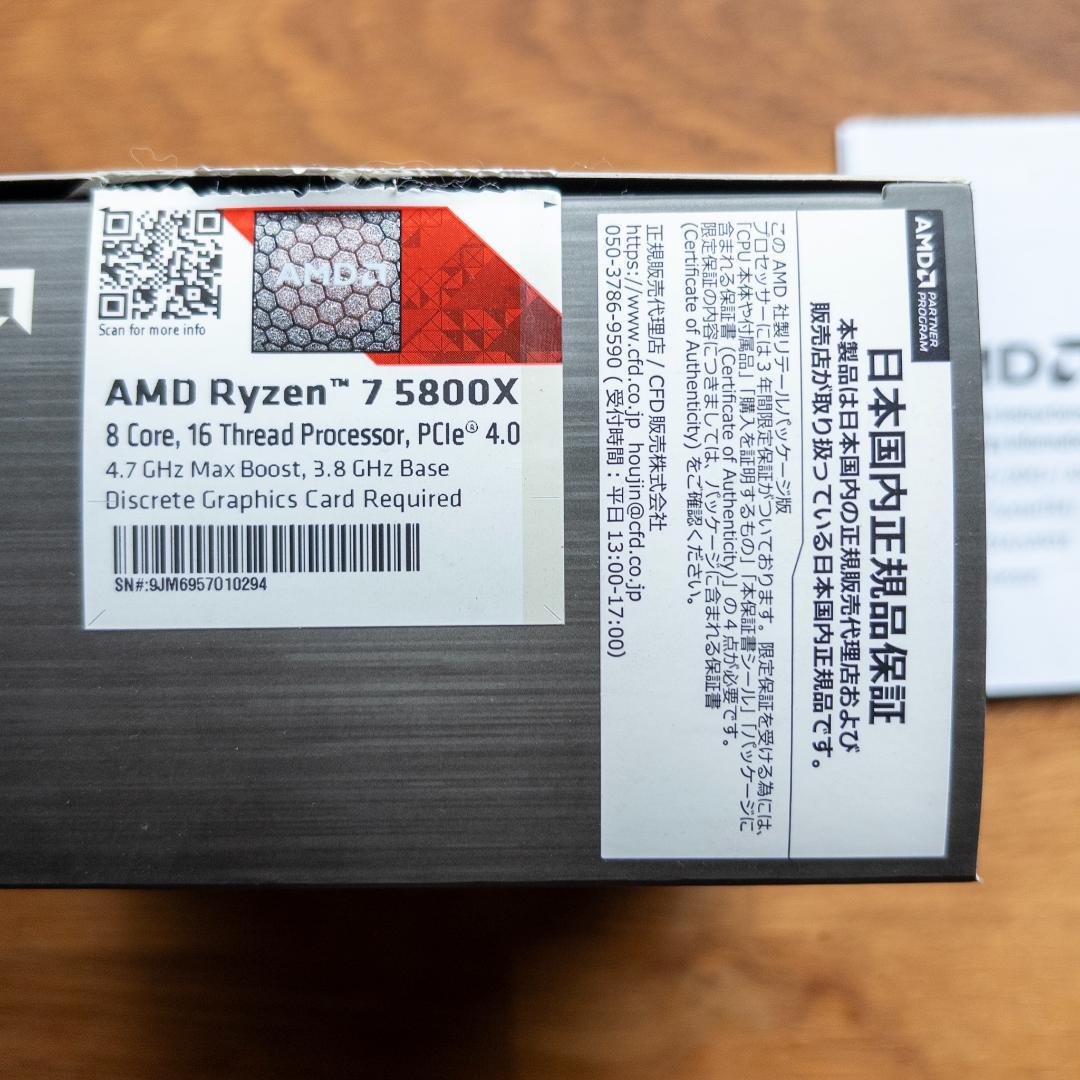 Scan for more info
AMD
AMD Ryzen™ 7 5800X
8 Core, 16 Thread Processor, PCIe® 4.0
4.7 GHz Max Boost, 3.8 GHz Base
Discrete Graphics Card Required
SN#:9JM6957010294
AMD PARTNER
PROGRAM
日本国内正規品保証
本製品は日本国内の正規販売代理店および
販売店が取り扱っている日本国内正規品です。
この AMD 社製リテールパッケージ版
プロセッサーには 3 年間限定保証がついております。限定保証を受ける為には、
「CPU 本体や付属品」「購入を証明するもの」「本保証書シール」「パッケージに
含まれる保証書 (Certificate of Authenticity)」の 4 点が必要です。
限定保証の内容につきましては、パッケージに含まれる保証書
(Certificate of Authenticity) をご確認ください。
正規販売代理店 / CFD 販売株式会社
https://www.cfd.co.jp houjin@cfd.co.jp
050-3786-9590 ( 受付時間 : 平日 13:00-17:00)